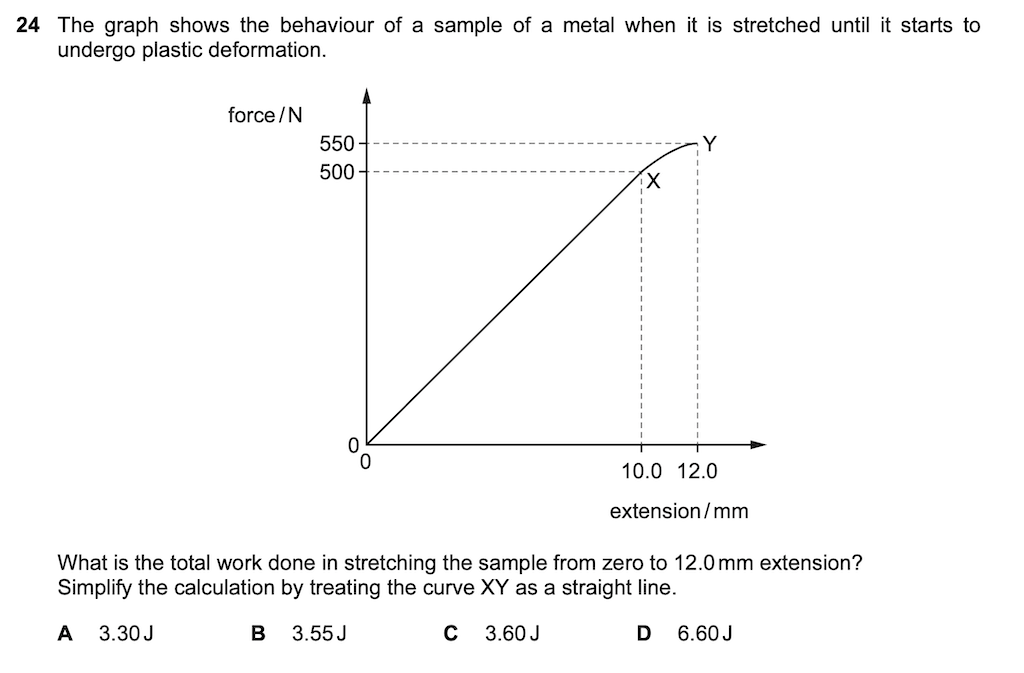 24 The graph shows the behaviour of a sample of a metal when it is stretched until it starts to
undergo plastic deformation.
force / N
550
Y
500
X
0
0
10.0 12.0
extension / mm
What is the total work done in stretching the sample from zero to 12.0 mm extension?
Simplify the calculation by treating the curve XY as a straight line.
A 3.30 J B 3.55 J C 3.60 J D 6.60 J